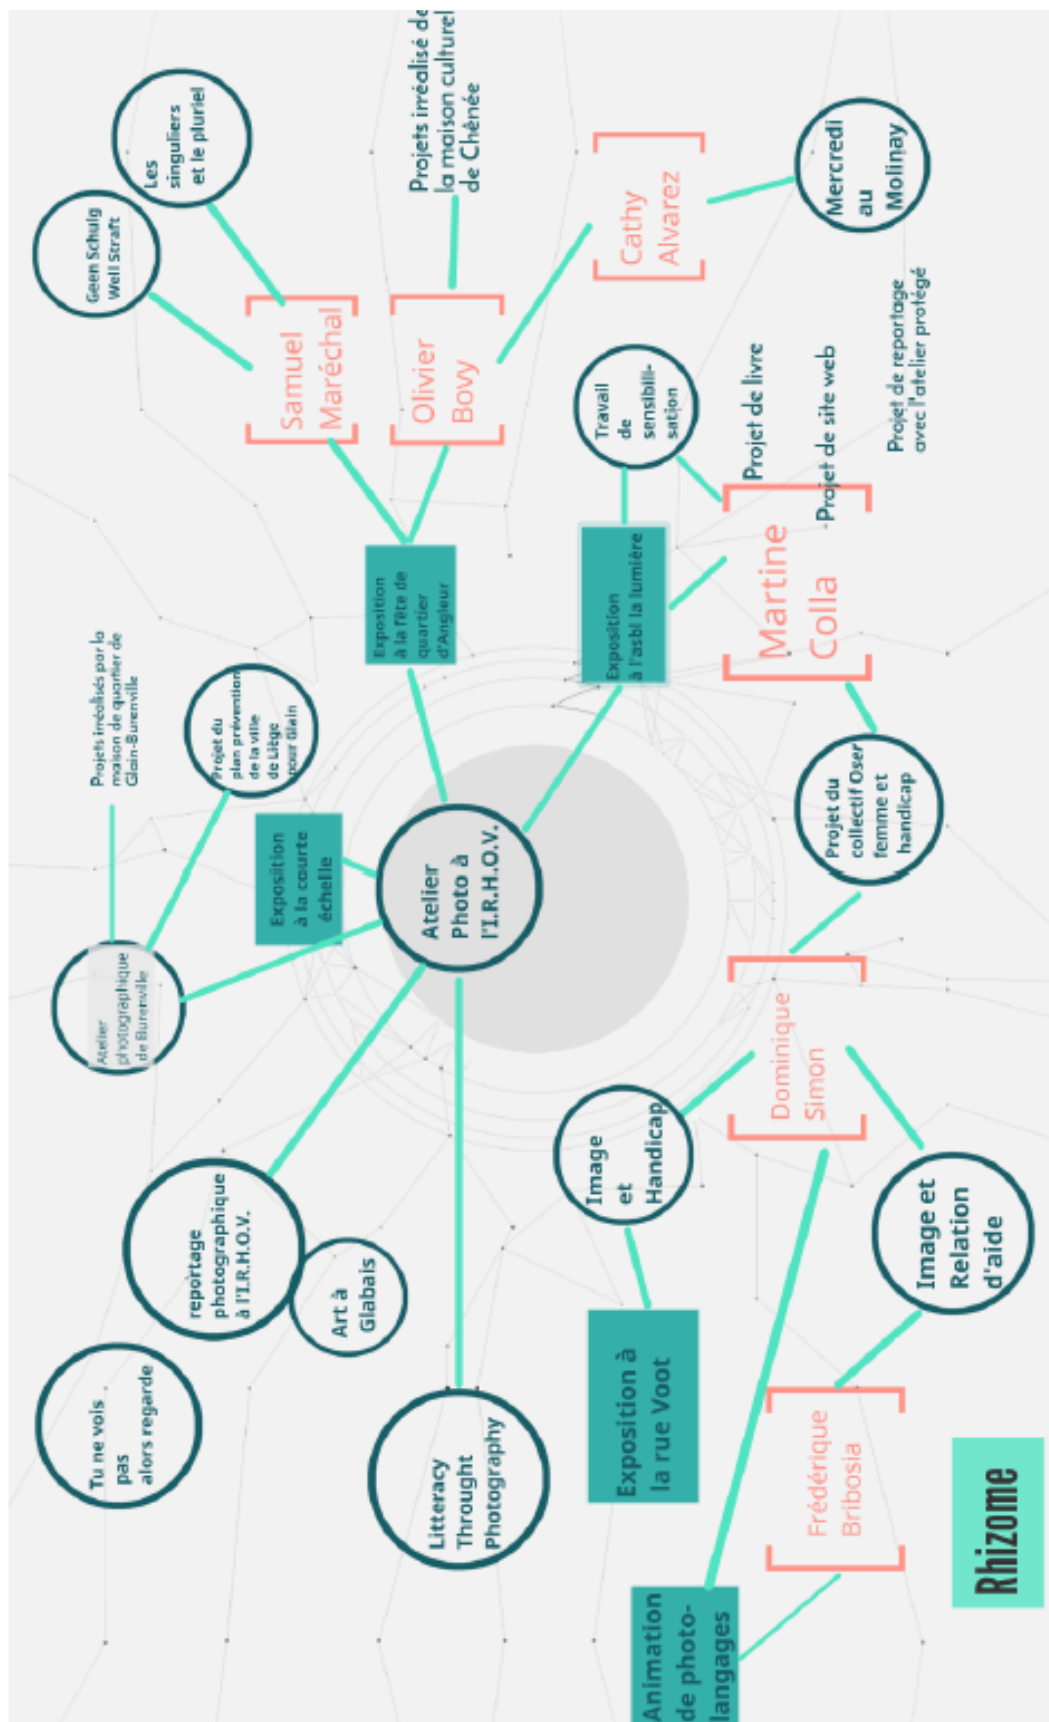 Geen Schulg
Well Straft
Les
singuliers
et le pluriel
Samuel
Maréchal
Olivier
Bovy
Projets irréalisé de
la maison culturel
de Chênée
Cathy
Alvarez
Mercredi
au
Molinay
Projet de reportage
avec l'atelier protégé
Travail
de
sensibili-
sation
Projet de livre
Projet de site web
Martine
Colla
Exposition
à la fête de
quartier
d'Angleur
Exposition
à l'asbl la lumière
Projets irréalisés par la
maison de quartier de
Glain-Burenville
Projet du
plan prévention
de la ville
de Liège
pour Glain
Exposition
à la courte
échelle
Atelier
Photo à
l'I.R.H.O.V.
Projet du
collectif Oser
femme et
handicap
Atelier
photographique
de Burenville
Dominique
Simon
Image
et
Handicap
reportage
photographique
à l'I.R.H.O.V.
Art à
Glabais
Image et
Relation
d'aide
Tu ne vois
pas
alors regarde
Litteracy
Throught
Photography
Exposition à
la rue Voot
Frédérique
Bribosia
Animation
de photo-
langages
Rhizome